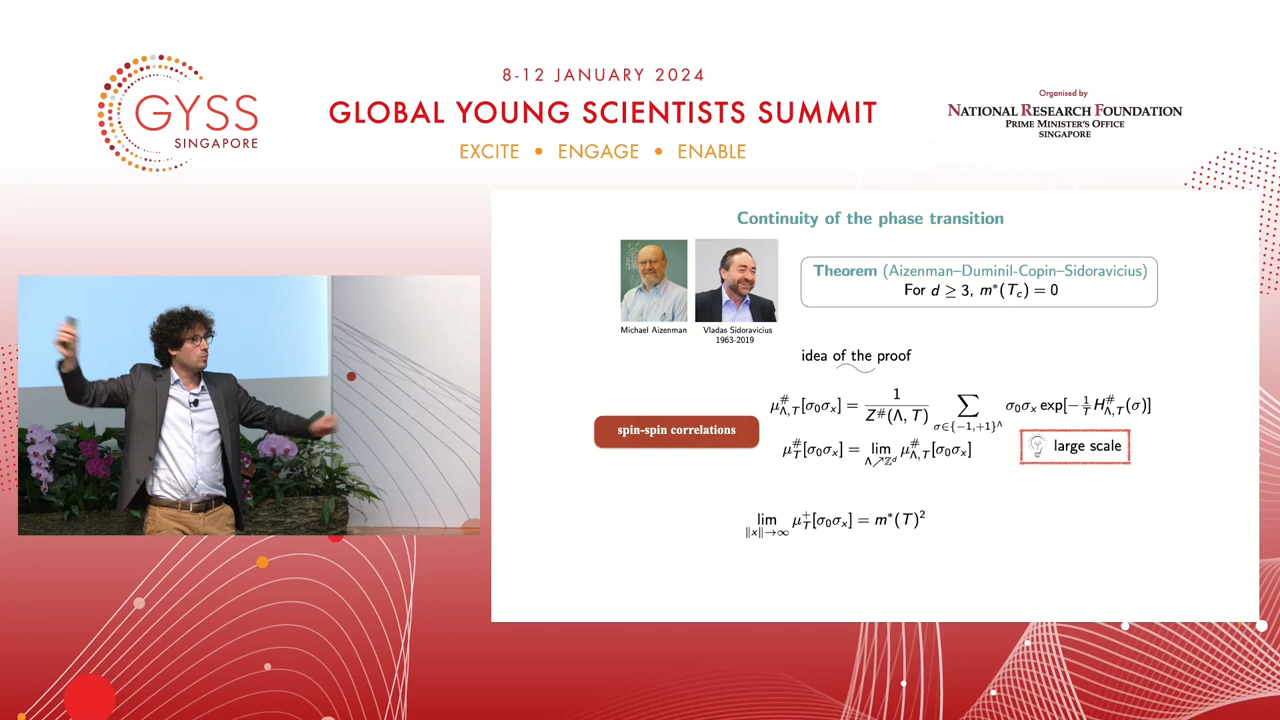 GYSS
SINGAPORE
8-12 JANUARY 2024
GLOBAL YOUNG SCIENTISTS SUMMIT
EXCITE • ENGAGE • ENABLE
Organised by
NATIONAL RESEARCH FOUNDATION
PRIME MINISTER'S OFFICE
SINGAPORE
Continuity of the phase transition
Michael Aizenman
Vladas Sidoravicius
1963-2019
Theorem (Aizenman–Duminil-Copin–Sidoravicius)
For d ≥ 3, m*(T_c) = 0
idea of the proof
spin-spin correlations
μ^#_{Λ,T}[σ_0σ_x] = \frac{1}{Z^#(Λ, T)} ∑_{σ∈{−1,+1}^Λ} σ_0σ_x exp[−\frac{1}{T} H^#_{Λ,T}(σ)]
μ^#_T[σ_0σ_x] = lim_{Λ↗ℤ^d} μ^#_{Λ,T}[σ_0σ_x]
large scale
lim_{‖x‖→∞} μ^+_T[σ_0σ_x] = m*(T)^2